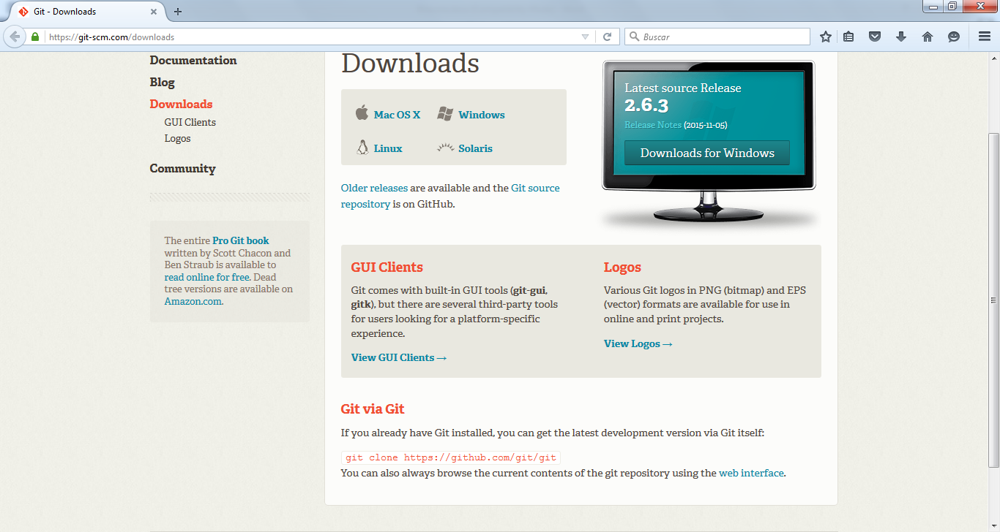 Git - Downloads
https://git-scm.com/downloads
Buscar
Documentation
Blog
Downloads
GUI Clients
Logos
Community
The entire Pro Git book
written by Scott Chacon and
Ben Straub is available to
read online for free. Dead
tree versions are available on
Amazon.com.
Downloads
Mac OS X
Windows
Linux
Solaris
Older releases are available and the Git source
repository is on GitHub.
Latest source Release
2.6.3
Release Notes (2015-11-05)
Downloads for Windows
GUI Clients
Git comes with built-in GUI tools (git-gui,
gitk), but there are several third-party tools
for users looking for a platform-specific
experience.
View GUI Clients →
Logos
Various Git logos in PNG (bitmap) and EPS
(vector) formats are available for use in
online and print projects.
View Logos →
Git via Git
If you already have Git installed, you can get the latest development version via Git itself:
git clone https://github.com/git/git
You can also always browse the current contents of the git repository using the web interface.